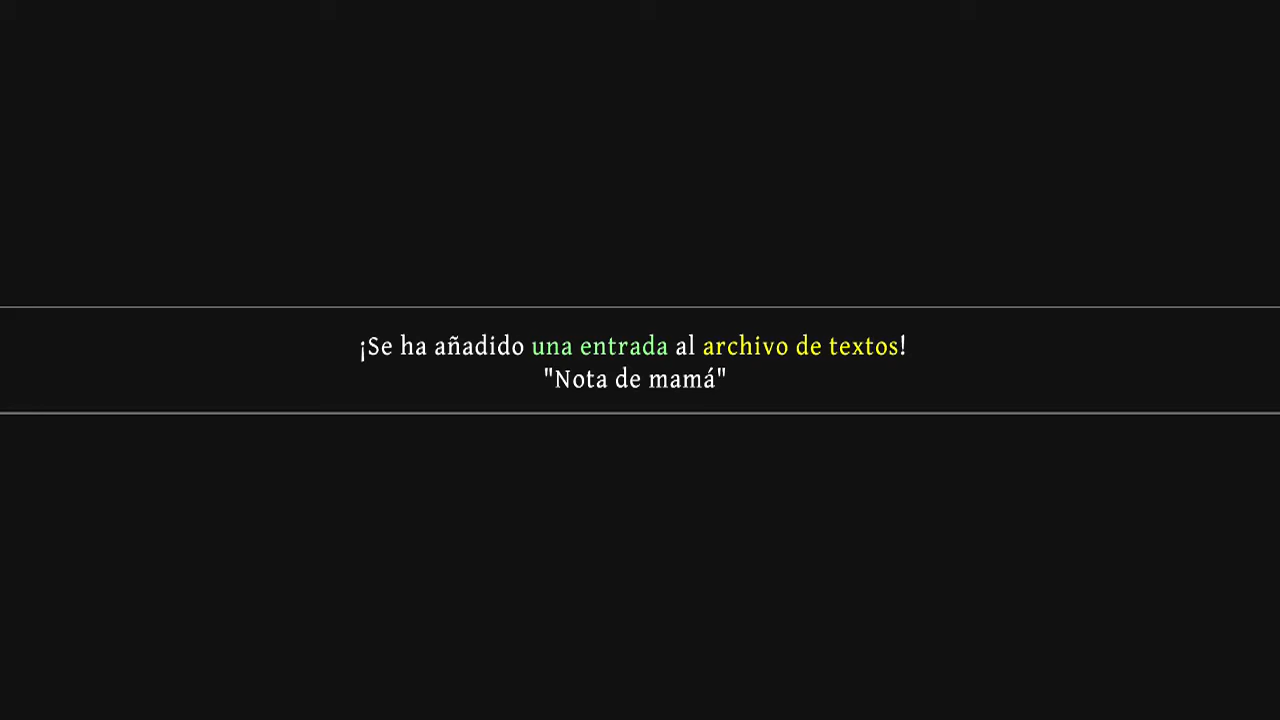 ¡Se ha añadido una entrada al archivo de textos!
"Nota de mamá"